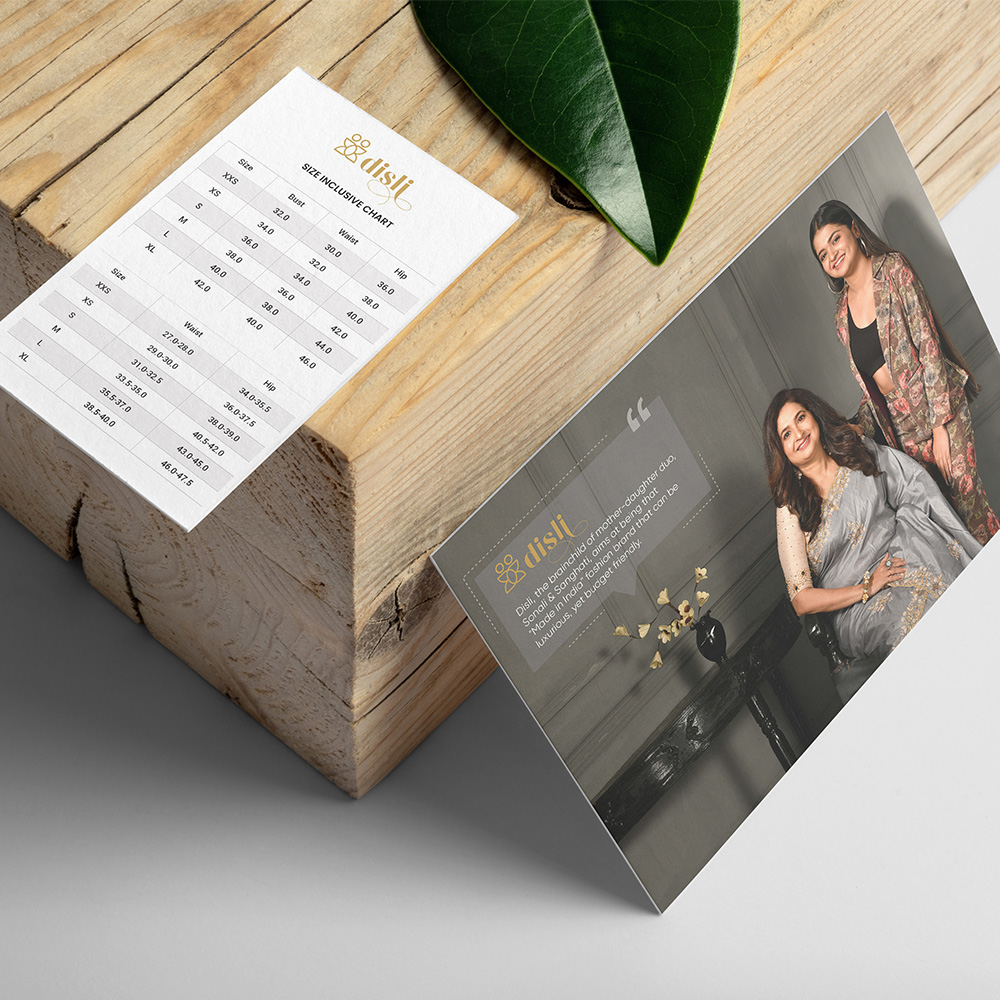 disli
SIZE INCLUSIVE CHART
Size Bust Waist Hip
XXS 32.0 30.0 36.0
XS 34.0 32.0 38.0
S 36.0 34.0 40.0
M 38.0 36.0 42.0
L 40.0 38.0 44.0
XL 42.0 40.0 46.0
Size Waist Hip
XXS 27.0-28.0 34.0-35.5
XS 29.0-30.0 36.0-37.5
S 31.0-32.5 38.0-39.0
M 33.5-35.0 40.5-42.0
L 35.5-37.0 43.0-45.0
XL 38.5-40.0 46.0-47.5
“
disli
Disli, the brainchild of mother-daughter duo,
Sonali & Sanghati, aims at being that
"Made in India" fashion brand that can be
luxurious, yet budget friendly.